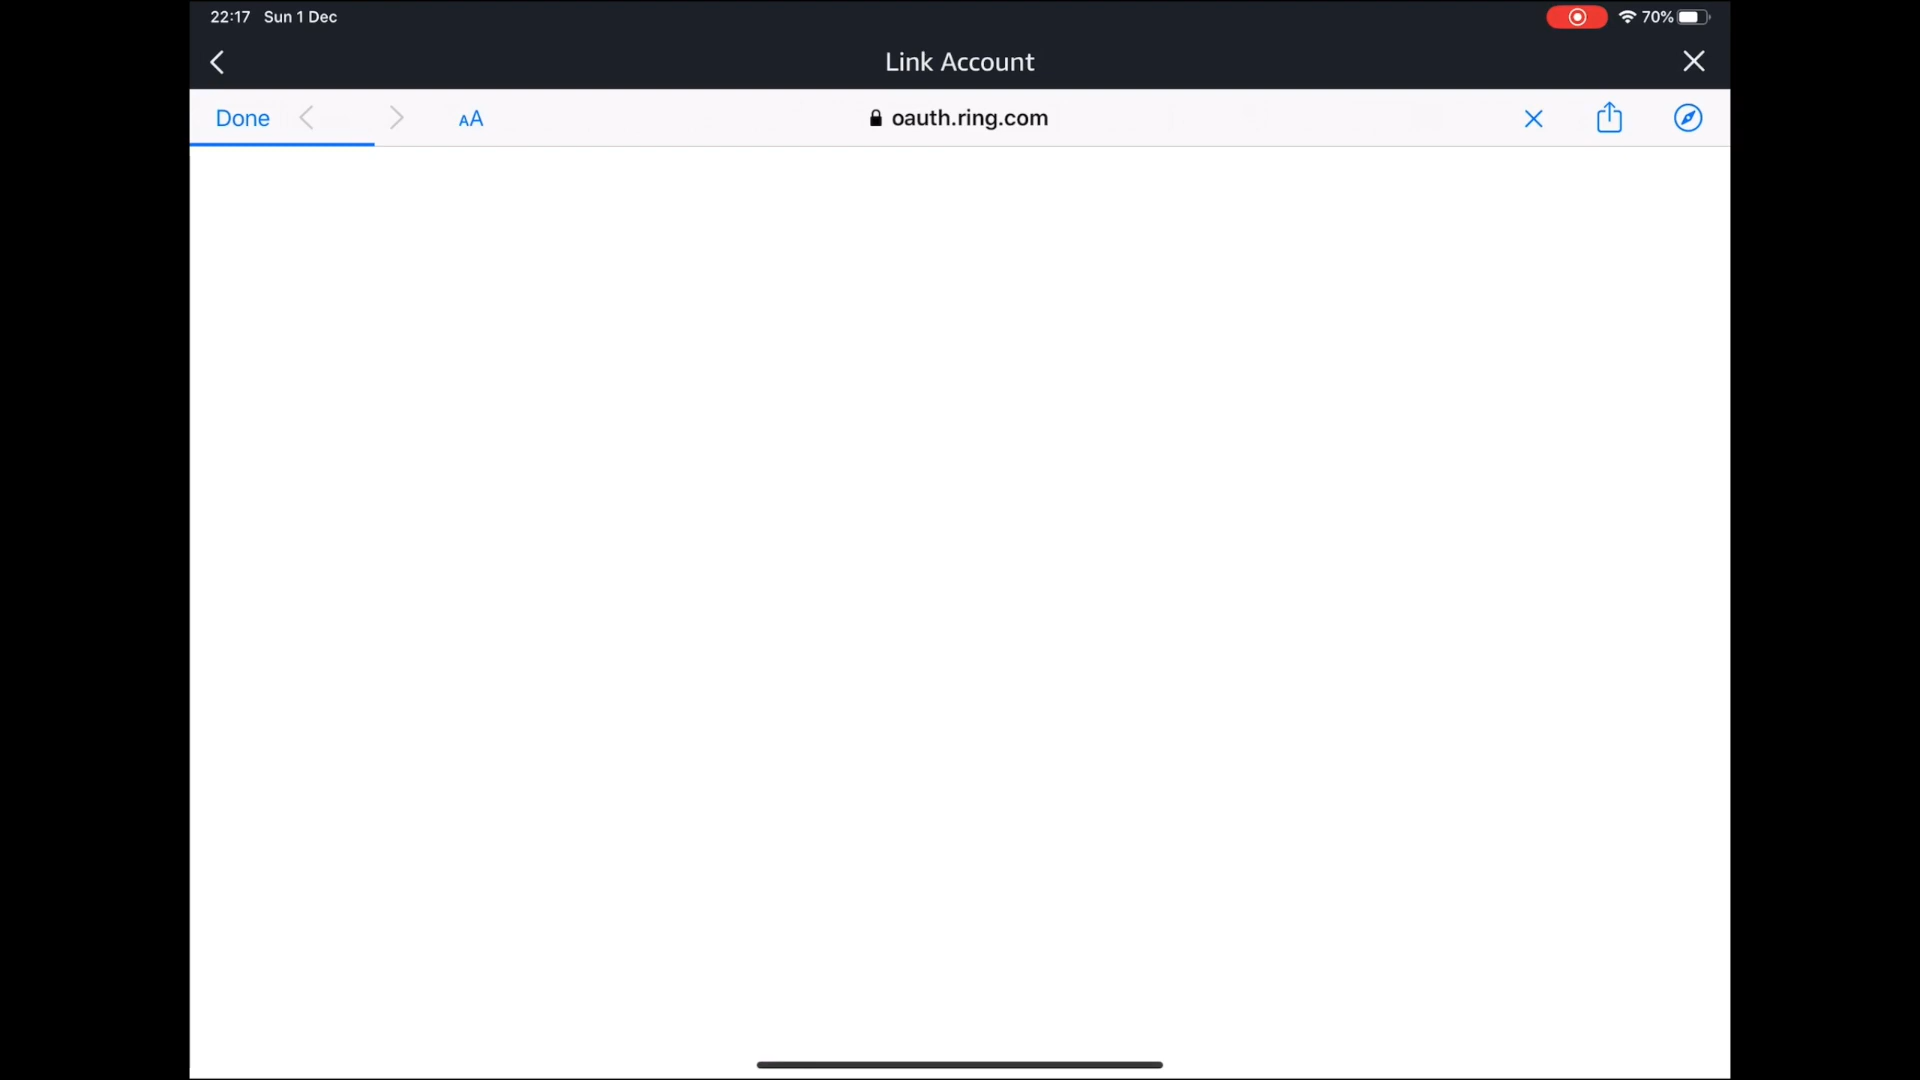 22:17 Sun 1 Dec
70%
Link Account
Done
AA
oauth.ring.com